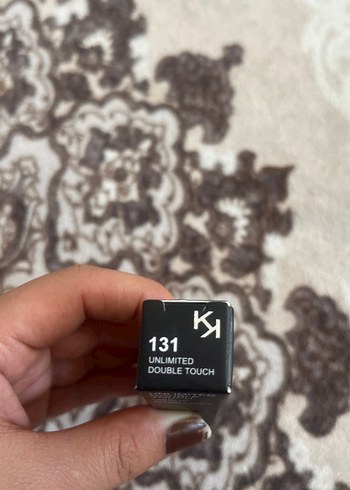 KK
131
UNLIMITED
DOUBLE TOUCH